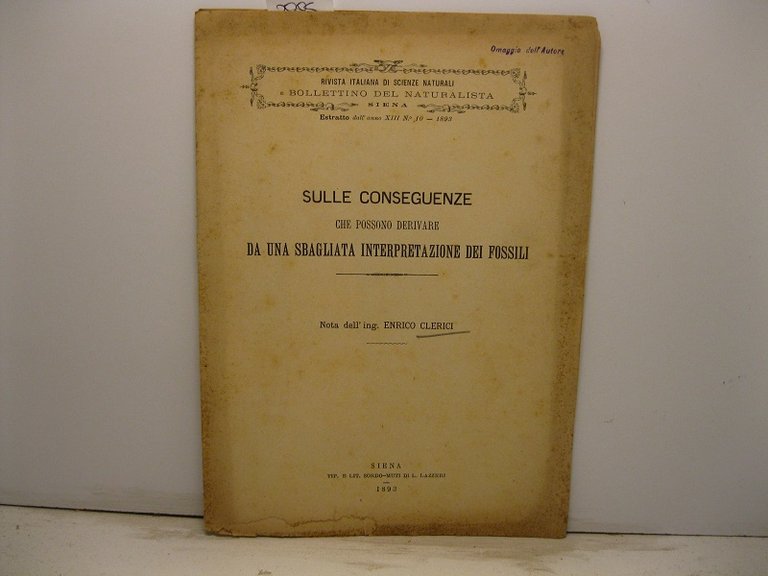 Omaggio dell'Autore
RIVISTA ITALIANA DI SCIENZE NATURALI
E BOLLETTINO DEL NATURALISTA
SIENA
Estratto dall'anno XIII N.º 10 — 1893
SULLE CONSEGUENZE
CHE POSSONO DERIVARE
DA UNA SBAGLIATA INTERPRETAZIONE DEI FOSSILI
Nota dell'ing. ENRICO CLERICI
SIENA
TIP. E LIT. SORDO-MUTI DI L. LAZZERI
1893